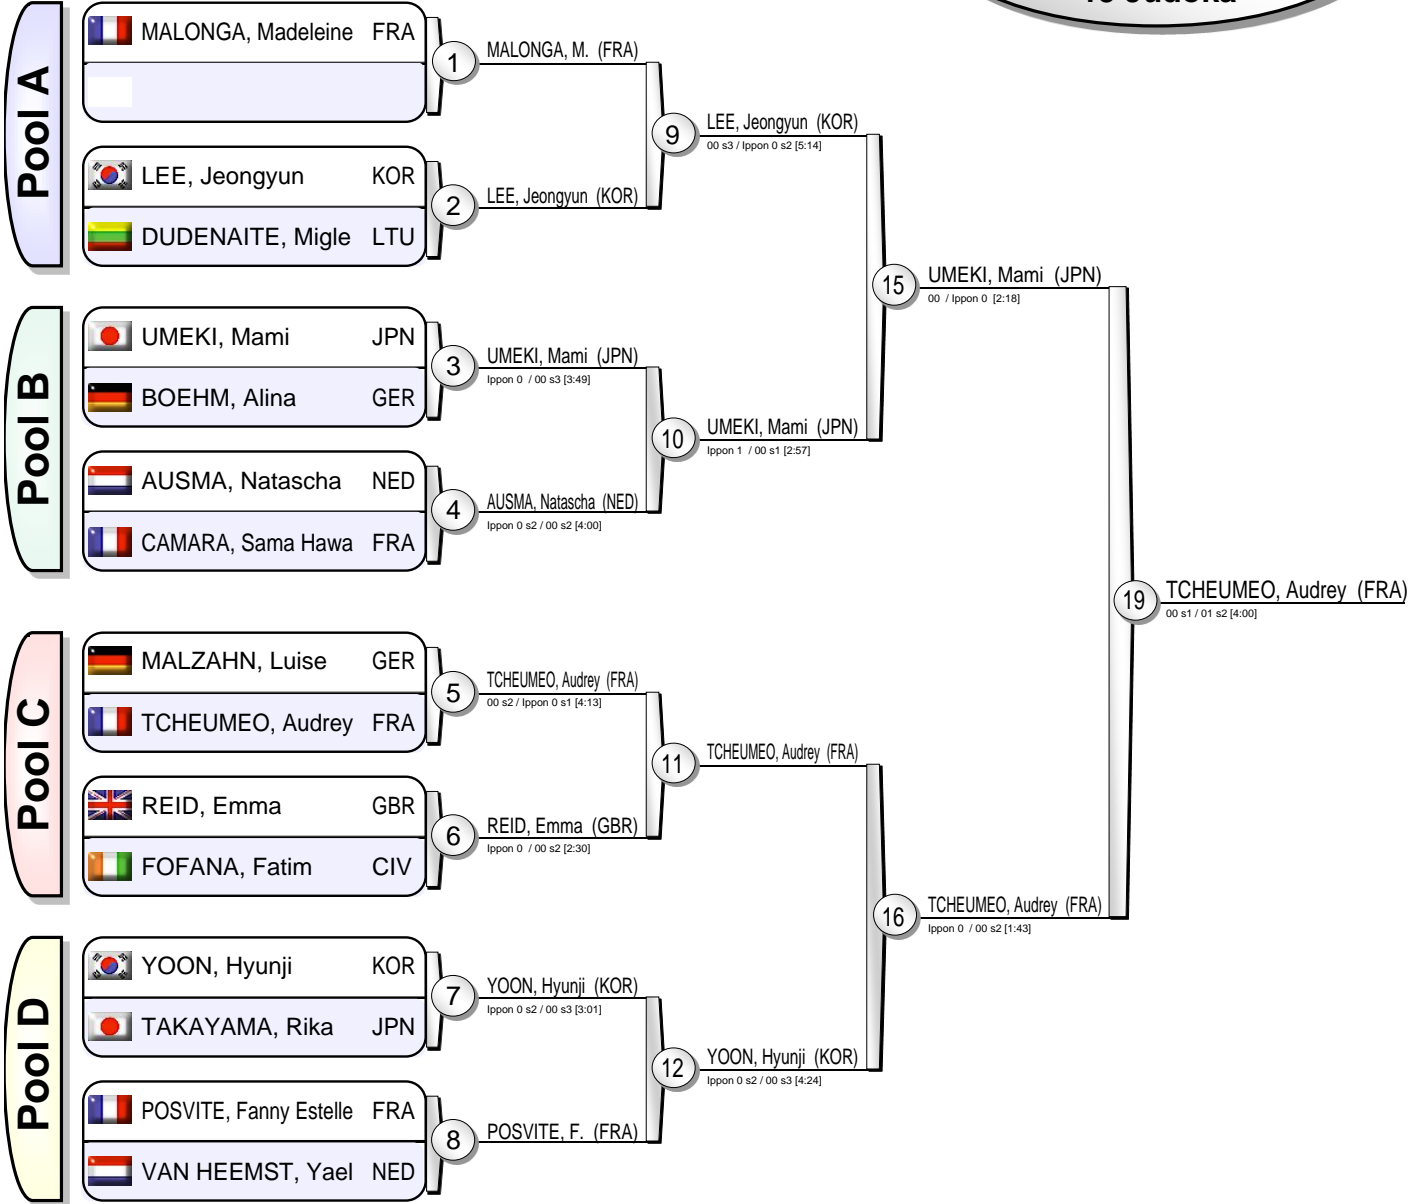 15 Judoka
Pool A
MALONGA, Madeleine FRA
1
MALONGA, M. (FRA)
9
LEE, Jeongyun (KOR)
00 s3 / Ippon 0 s2 [5:14]
LEE, Jeongyun KOR
2
LEE, Jeongyun (KOR)
DUDENAITE, Migle LTU
15
UMEKI, Mami (JPN)
00 / Ippon 0 [2:18]
Pool B
UMEKI, Mami JPN
3
UMEKI, Mami (JPN)
Ippon 0 / 00 s3 [3:49]
BOEHM, Alina GER
10
UMEKI, Mami (JPN)
Ippon 1 / 00 s1 [2:57]
AUSMA, Natascha NED
4
AUSMA, Natascha (NED)
Ippon 0 s2 / 00 s2 [4:00]
CAMARA, Sama Hawa FRA
19
TCHEUMEO, Audrey (FRA)
00 s1 / 01 s2 [4:00]
Pool C
MALZAHN, Luise GER
5
TCHEUMEO, Audrey (FRA)
00 s2 / Ippon 0 s1 [4:13]
TCHEUMEO, Audrey FRA
11
TCHEUMEO, Audrey (FRA)
REID, Emma GBR
6
REID, Emma (GBR)
Ippon 0 / 00 s2 [2:30]
FOFANA, Fatim CIV
16
TCHEUMEO, Audrey (FRA)
Ippon 0 / 00 s2 [1:43]
Pool D
YOON, Hyunji KOR
7
YOON, Hyunji (KOR)
Ippon 0 s2 / 00 s3 [3:01]
TAKAYAMA, Rika JPN
12
YOON, Hyunji (KOR)
Ippon 0 s2 / 00 s3 [4:24]
POSVITE, Fanny Estelle FRA
8
POSVITE, F. (FRA)
VAN HEEMST, Yael NED